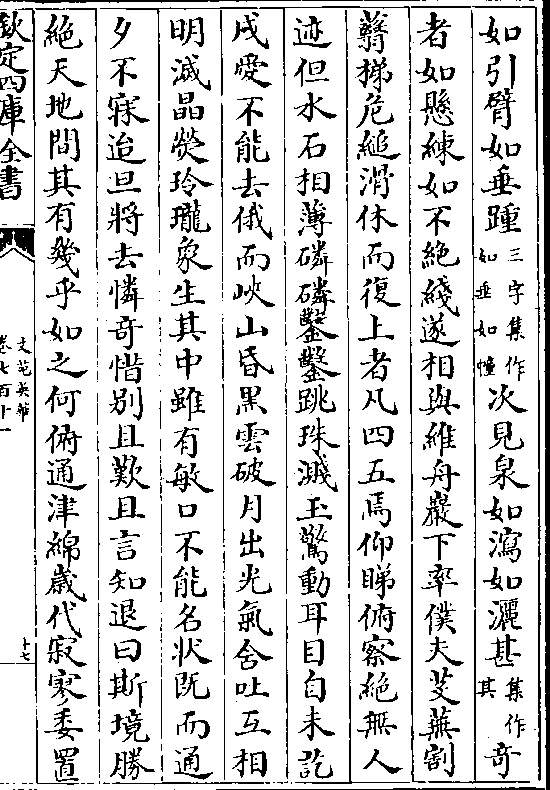 如引臂如垂踵三字集作如垂如幢次見泉如瀉如灑甚集作其奇
者如懸練如不絶綫遂相與維舟巖下率僕夫芟蕪割
翳梯危縋滑休而復上者凡四五焉仰睇俯察絶無人
迹但水石相薄磷磷鑿鑿跳珠濺玉驚動耳目自未訖
戌愛不能去俄而峽山昏黒雲破月出光氣含吐互相
明滅晶熒玲瓏象生其中雖有敏口不能名状既而通
夕不寐迨旦將去憐奇惜别且歎且言知退曰斯境勝
絶天地間其有幾乎如之何俯通津綿歳代寂寥委置
欽定四庫全書
文苑英華
卷七百十一
十七